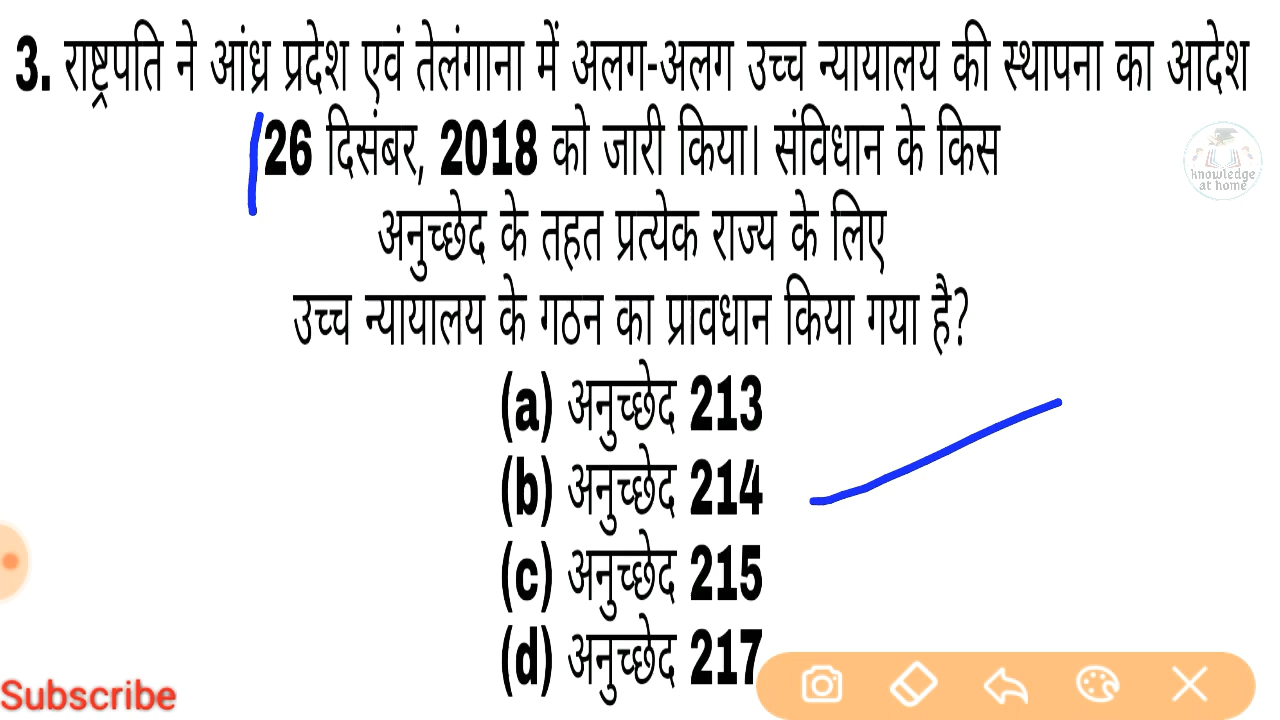 3. राष्ट्रपति ने आंध्र प्रदेश एवं तेलंगाना में अलग-अलग उच्च न्यायालय की स्थापना का आदेश
26 दिसंबर, 2018 को जारी किया। संविधान के किस
अनुच्छेद के तहत प्रत्येक राज्य के लिए
उच्च न्यायालय के गठन का प्रावधान किया गया है?
(a) अनुच्छेद 213
(b) अनुच्छेद 214
(c) अनुच्छेद 215
(d) अनुच्छेद 217
knowledge
at home
Subscribe